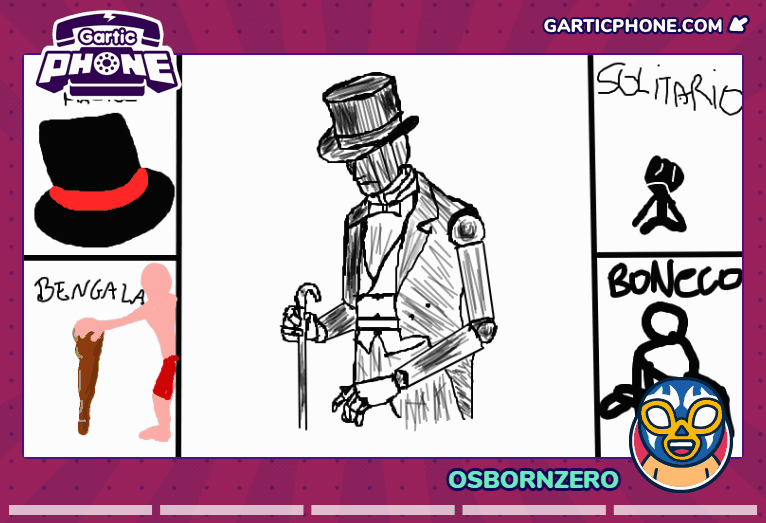 Gartic
PHONE
GARTICPHONE.COM
SOLITARIO
BENGALA
BONECO
OSBORNZERO